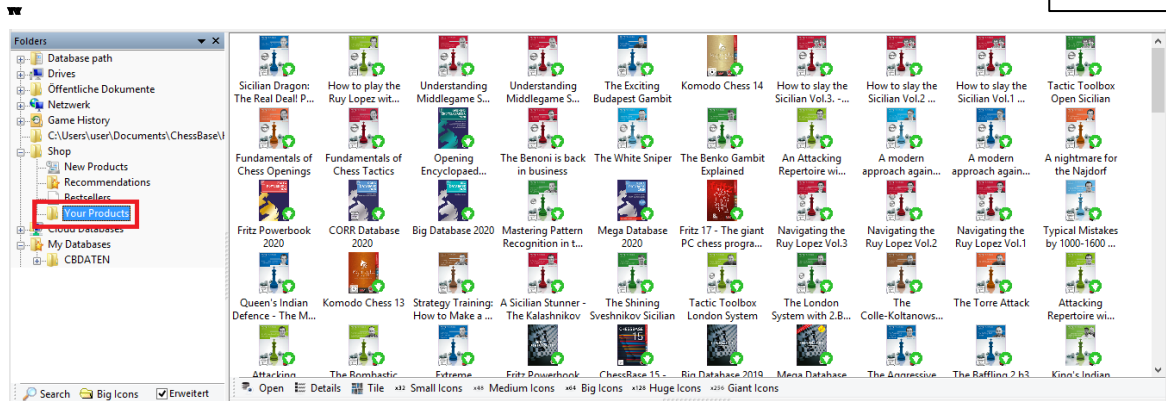 Folders
Database path
Drives
Öffentliche Dokumente
Netzwerk
Game History
C:\Users\user\Documents\ChessBase\
Shop
New Products
Recommendations
Bestsellers
Your Products
Cloud Databases
My Databases
CBDATEN
Search Big Icons Erweitert
Sicilian Dragon: How to play the Understanding Understanding The Exciting Komodo Chess 14 How to slay the How to slay the How to slay the Tactic Toolbox
The Real Deal! P... Ruy Lopez wit... Middlegame S... Middlegame S... Budapest Gambit Sicilian Vol.3. -... Sicilian Vol.2 ... Sicilian Vol.1 ... Open Sicilian
Fundamentals of Fundamentals of Opening The Benoni is back The White Sniper The Benko Gambit An Attacking A modern A modern A nightmare for
Chess Openings Chess Tactics Encyclopaed... in business Explained Repertoire wi... approach again... approach again... the Najdorf
Fritz Powerbook CORR Database Big Database 2020 Mastering Pattern Mega Database Fritz 17 - The giant Navigating the Navigating the Navigating the Typical Mistakes
2020 2020 Recognition in t... 2020 PC chess progra... Ruy Lopez Vol.3 Ruy Lopez Vol.2 Ruy Lopez Vol.1 by 1000-1600 ...
Queen's Indian Komodo Chess 13 Strategy Training: A Sicilian Stunner - The Shining Tactic Toolbox The London The The Torre Attack Attacking
Defence - The M... How to Make a ... The Kalashnikov Sveshnikov Sicilian London System System with 2.B... Colle-Koltanows... Repertoire wi...
CHESSBASE
15
Attacking The Bombastic Extreme Fritz Powerbook ChessBase 15 - Big Database 2019 Mega Database The Aggressive The Baffling 2.b3 King's Indian
Open Details Tile x32 Small Icons x48 Medium Icons x64 Big Icons x128 Huge Icons x256 Giant Icons